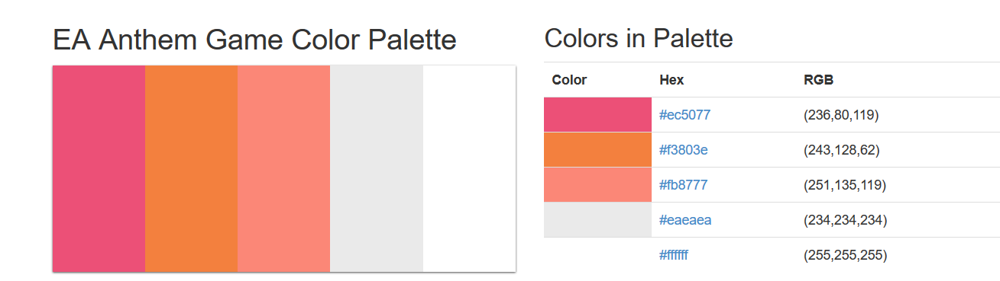 EA Anthem Game Color Palette
Colors in Palette
Color Hex RGB
#ec5077 (236,80,119)
#f3803e (243,128,62)
#fb8777 (251,135,119)
#eaeaea (234,234,234)
#ffffff (255,255,255)